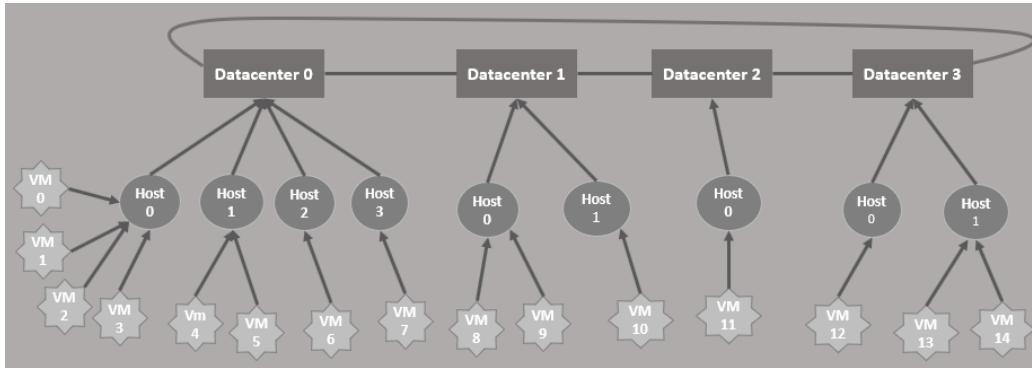 Datacenter 0
Datacenter 1
Datacenter 2
Datacenter 3
VM
0
Host
0
Host
1
Host
2
Host
3
Host
0
Host
1
Host
0
Host
0
Host
1
VM
1
VM
2
VM
3
Vm
4
VM
5
VM
6
VM
7
VM
8
VM
9
VM
10
VM
11
VM
12
VM
13
VM
14